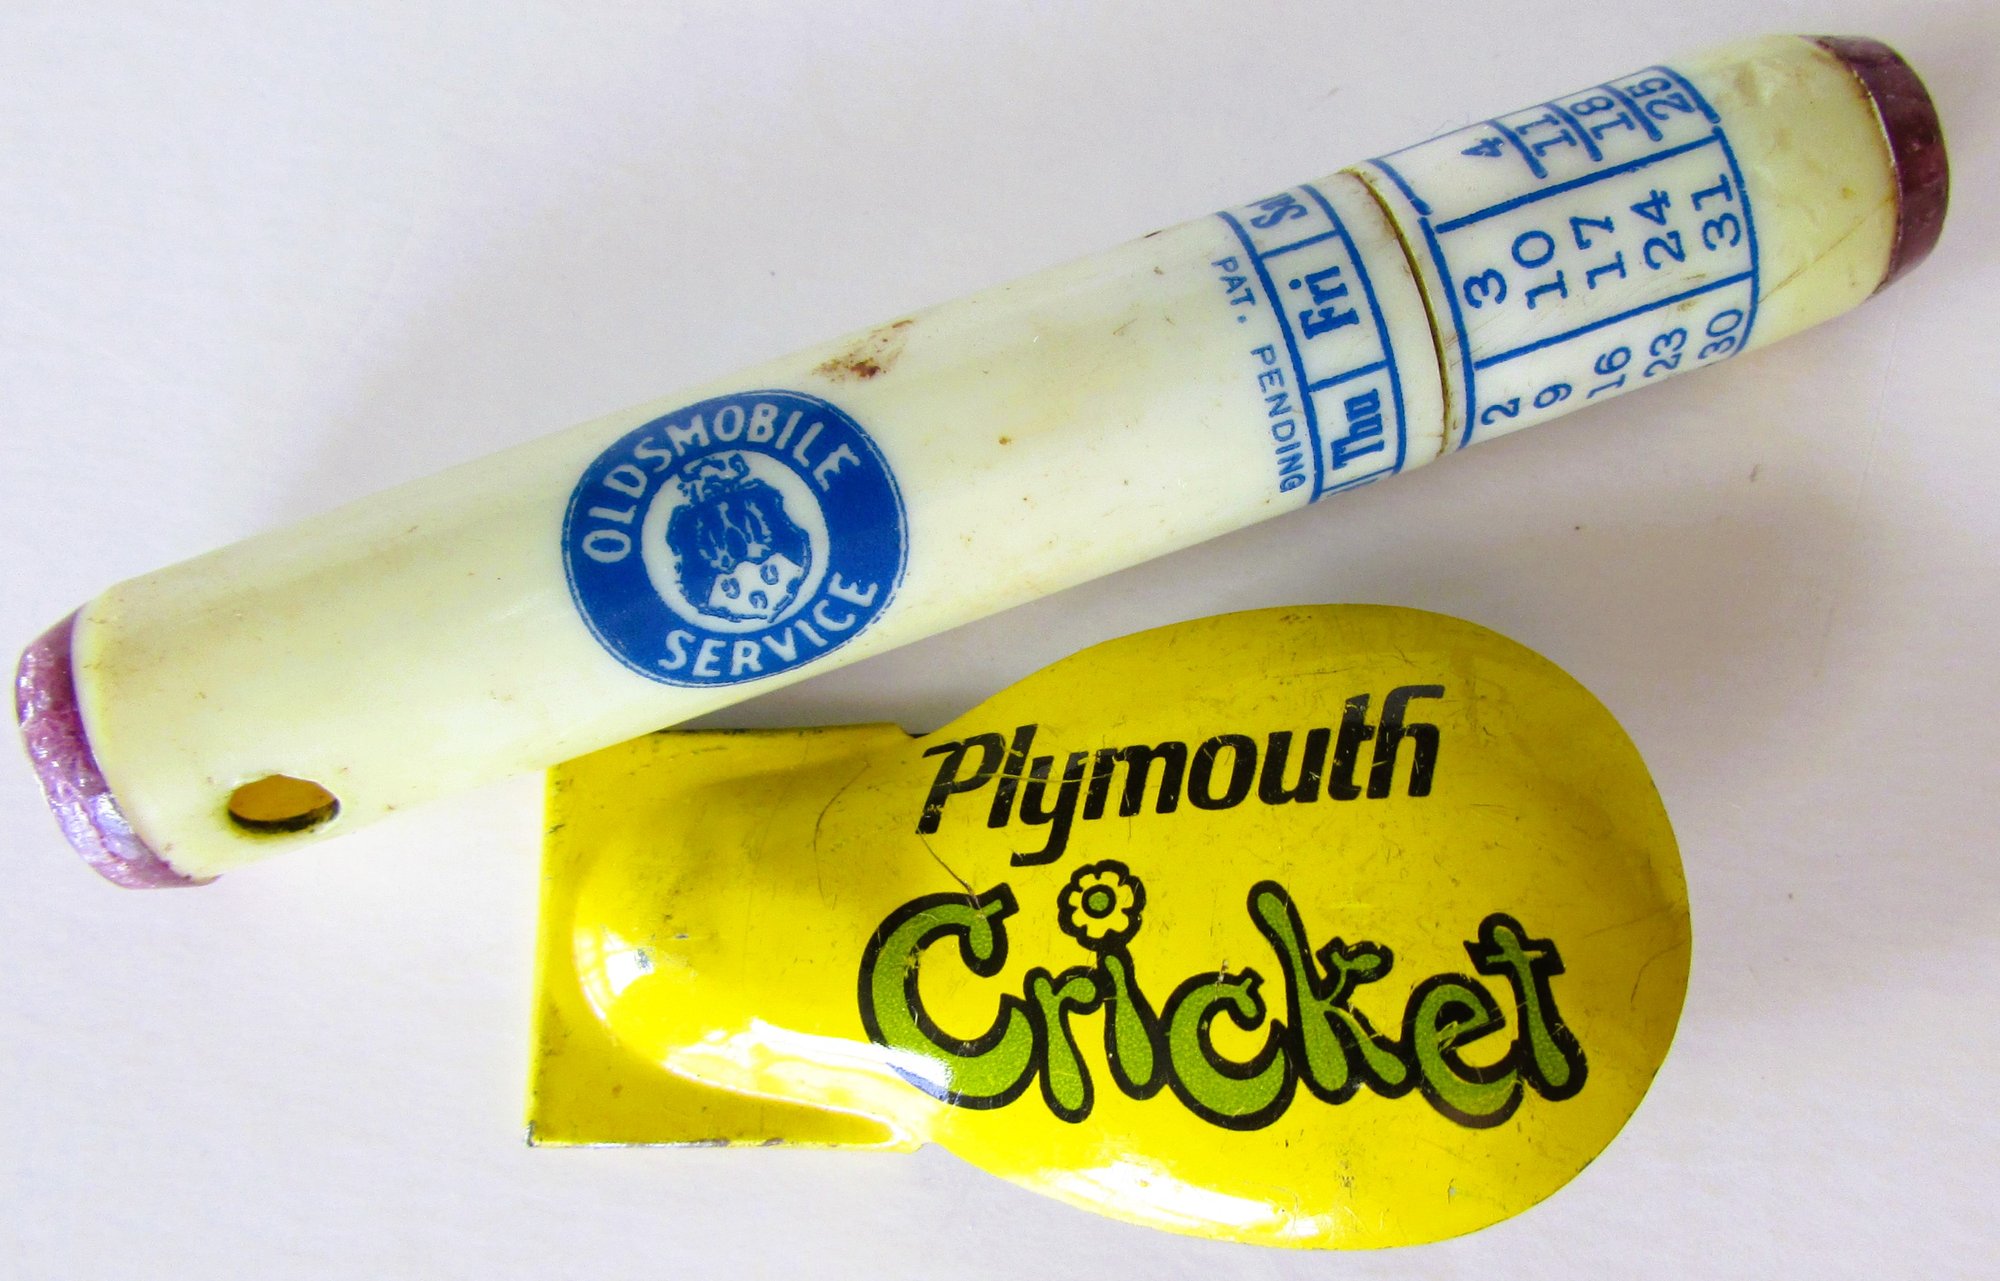 OLDSMOBILE
SERVICE
PAT. PENDING
Thu Fri
2 3 4
9 10 11
16 17 18
23 24 25
30 31
Plymouth
Cricket